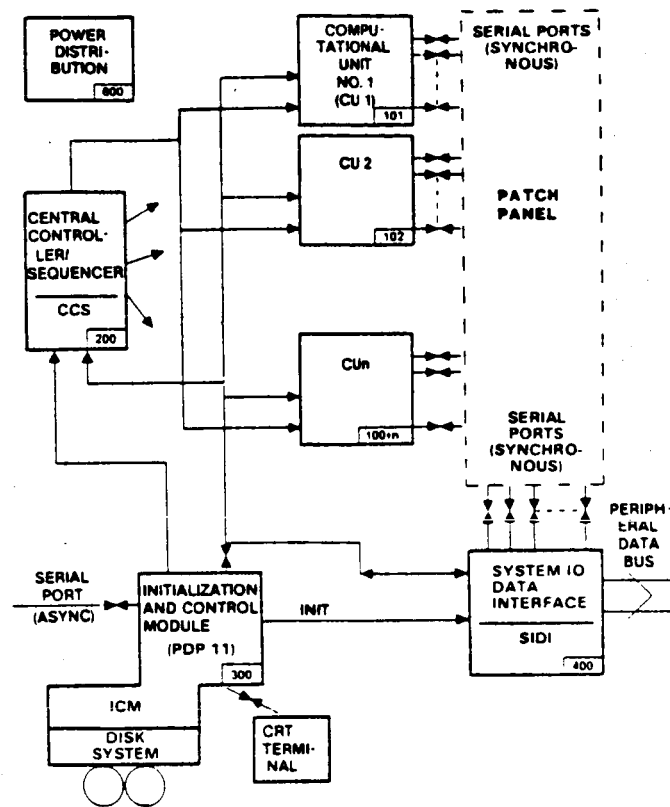 POWER
DISTRI-
BUTION
600
COMPU-
TATIONAL
UNIT
NO. 1
(CU 1)
101
SERIAL PORTS
(SYNCHRO-
NOUS)
CU 2
102
PATCH
PANEL
CENTRAL
CONTROL-
LER/
SEQUENCER
CCS
200
CUn
100+n
SERIAL
PORTS
(SYNCHRO-
NOUS)
PERIPH-
ERAL
DATA
BUS
SERIAL
PORT
(ASYNC)
INITIALIZATION
AND CONTROL
MODULE
(PDP 11)
300
INIT
SYSTEM IO
DATA
INTERFACE
SIDI
400
ICM
DISK
SYSTEM
CRT
TERMI-
NAL